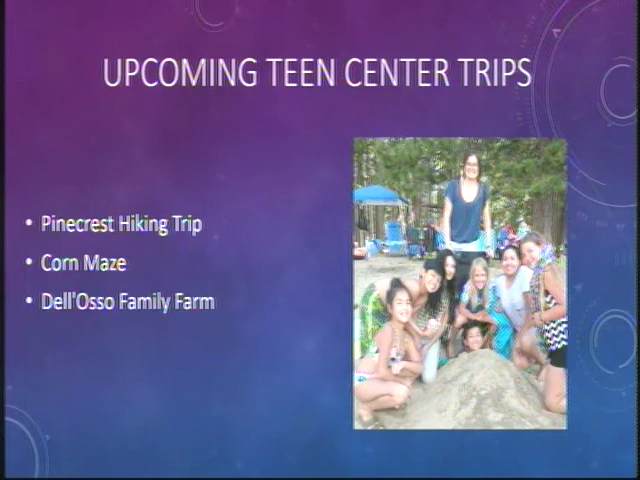 UPCOMING TEEN CENTER TRIPS
• Pinecrest Hiking Trip
• Corn Maze
• Dell'Osso Family Farm